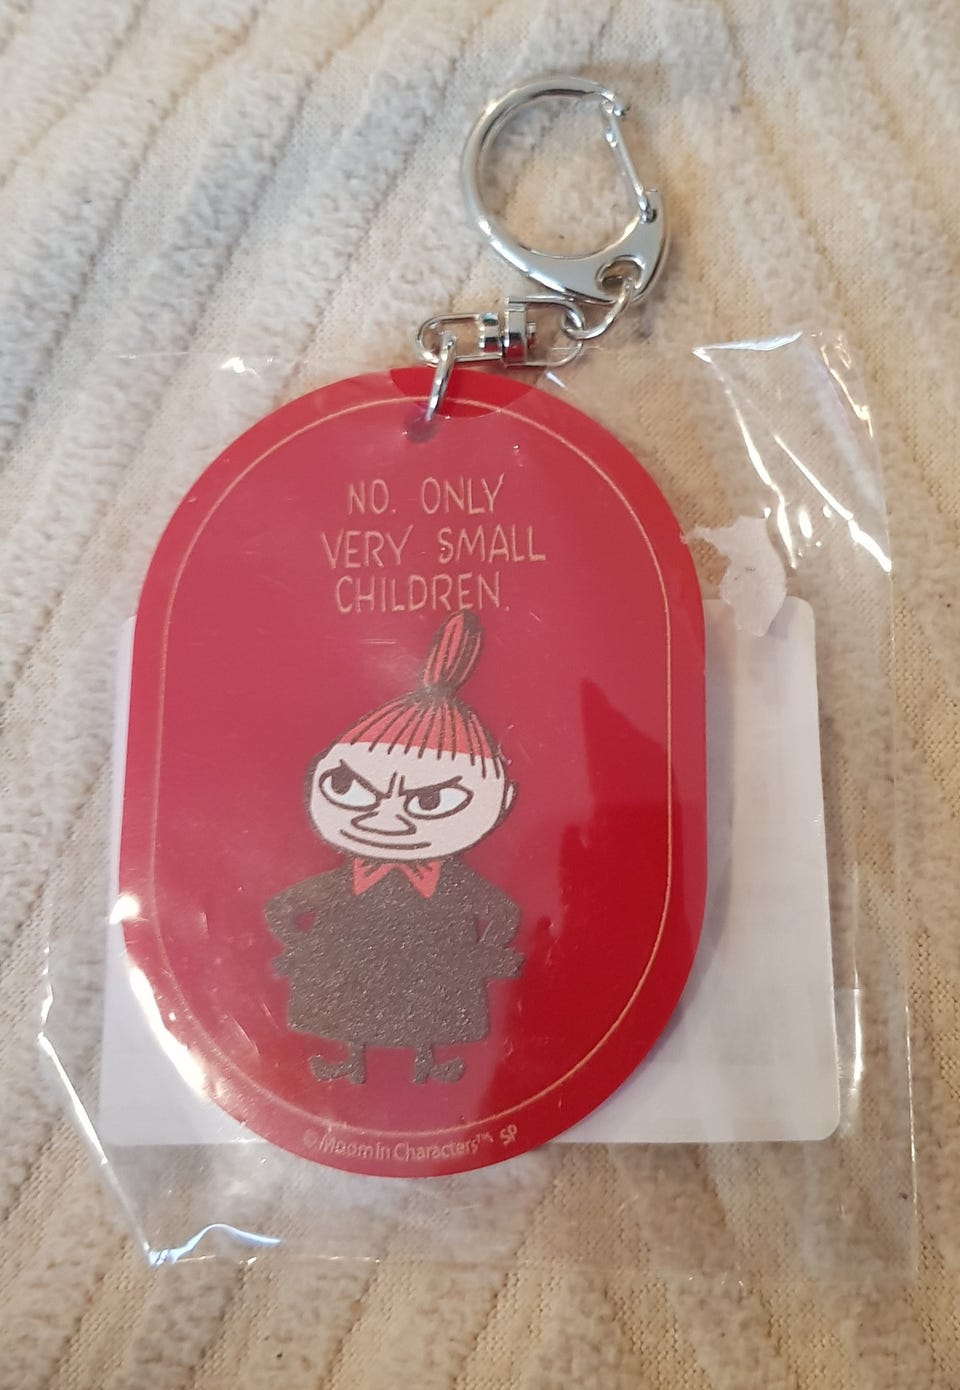 NO. ONLY
VERY SMALL
CHILDREN.
© Moomin Characters™ SP